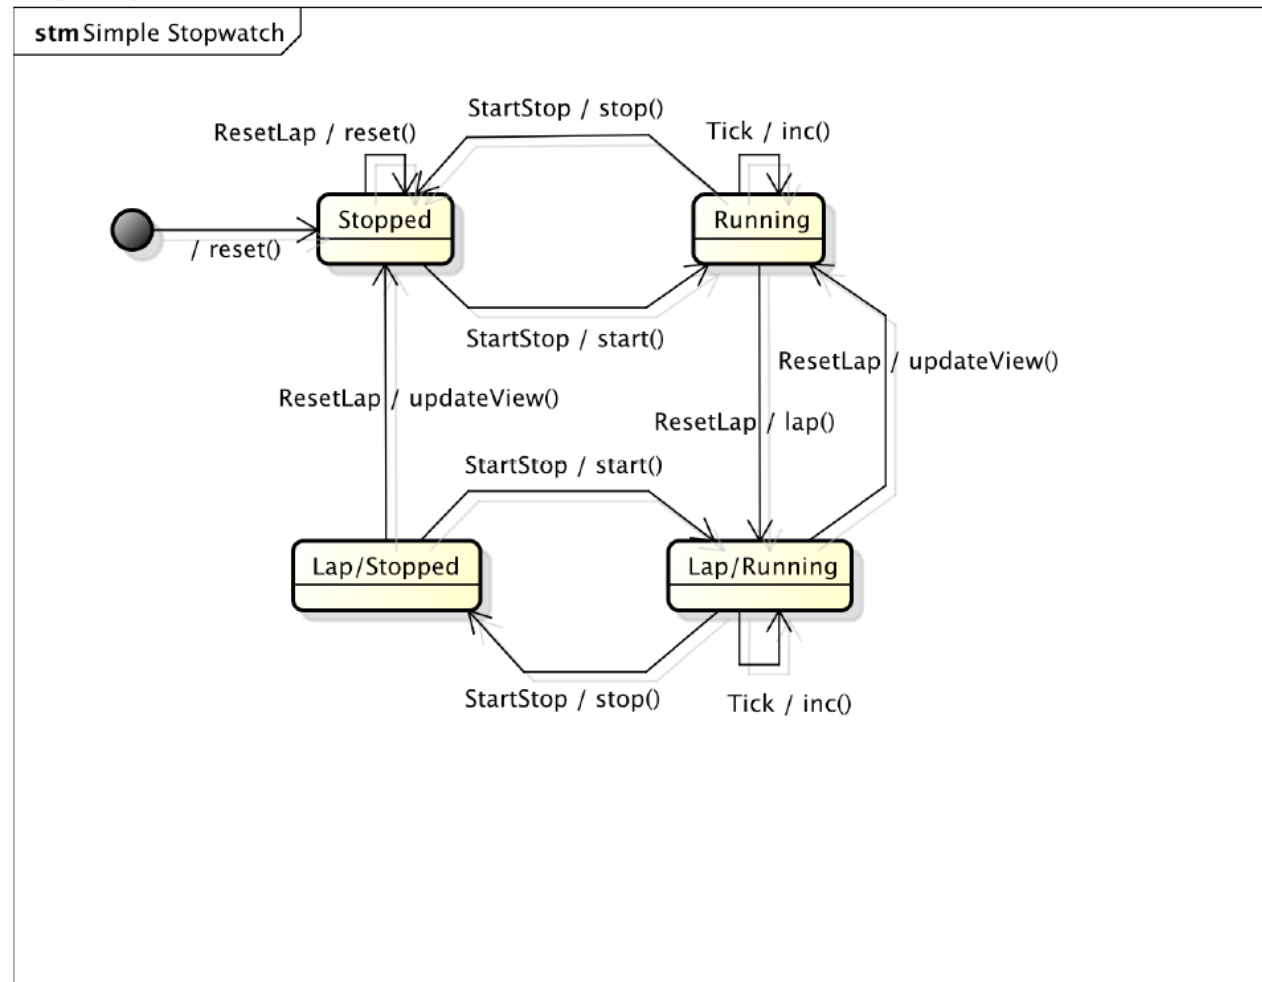 stm Simple Stopwatch
StartStop / stop()
ResetLap / reset()
Tick / inc()
Stopped
Running
/ reset()
StartStop / start()
ResetLap / updateView()
ResetLap / updateView()
ResetLap / lap()
StartStop / start()
Lap/Stopped
Lap/Running
StartStop / stop()
Tick / inc()